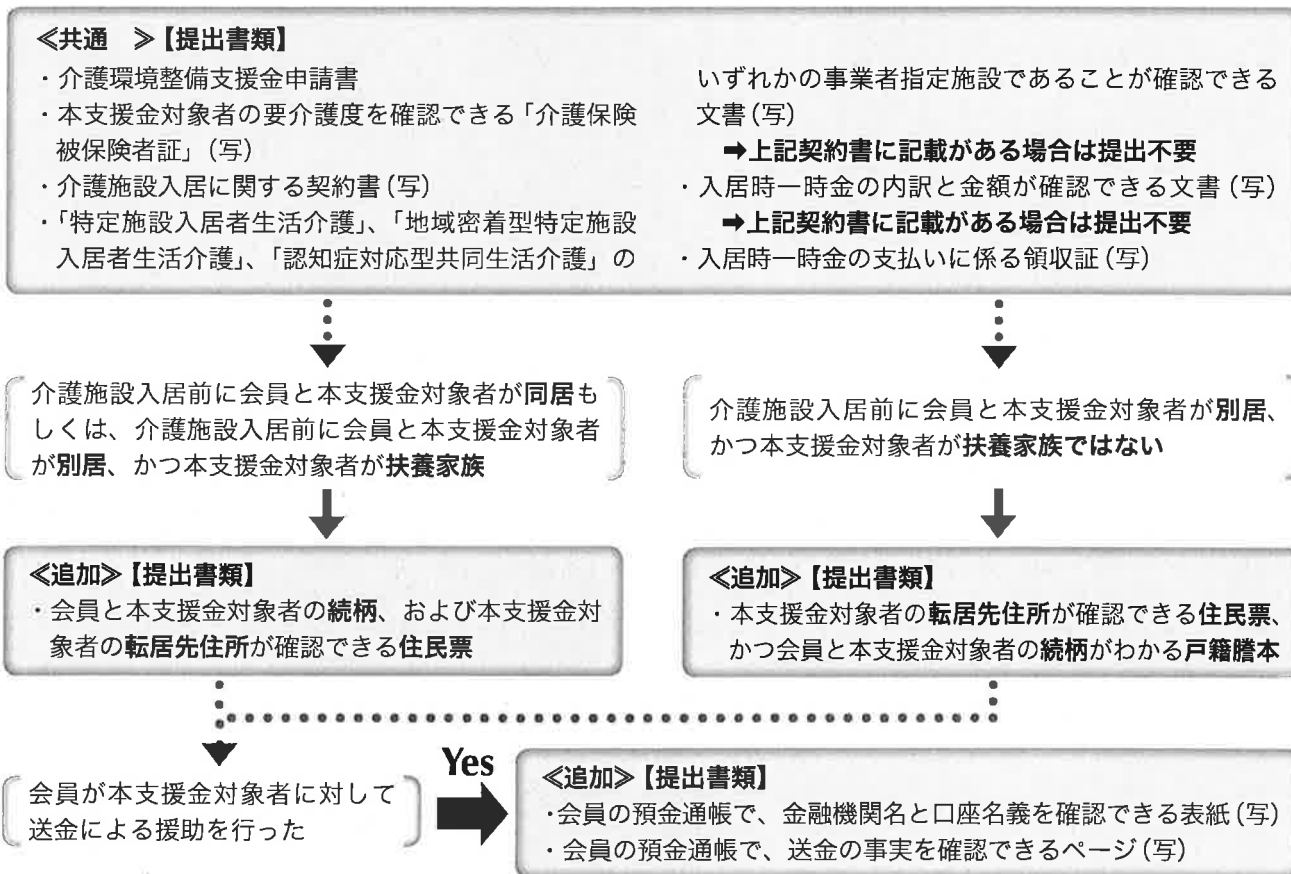 ≪共通　≫【提出書類】
・介護環境整備支援金申請書
・本支援金対象者の要介護度を確認できる「介護保険
被保険者証」(写)
・介護施設入居に関する契約書(写)
・「特定施設入居者生活介護」、「地域密着型特定施設
入居者生活介護」、「認知症対応型共同生活介護」の
いずれかの事業者指定施設であることが確認できる
文書(写)
➡上記契約書に記載がある場合は提出不要
・入居時一時金の内訳と金額が確認できる文書(写)
➡上記契約書に記載がある場合は提出不要
・入居時一時金の支払いに係る領収証(写)
介護施設入居前に会員と本支援金対象者が同居も
しくは、介護施設入居前に会員と本支援金対象者
が別居、かつ本支援金対象者が扶養家族
介護施設入居前に会員と本支援金対象者が別居、
かつ本支援金対象者が扶養家族ではない
≪追加≫【提出書類】
・会員と本支援金対象者の続柄、および本支援金対
象者の転居先住所が確認できる住民票
≪追加≫【提出書類】
・本支援金対象者の転居先住所が確認できる住民票、
かつ会員と本支援金対象者の続柄がわかる戸籍謄本
会員が本支援金対象者に対して
送金による援助を行った
Yes
≪追加≫【提出書類】
・会員の預金通帳で、金融機関名と口座名義を確認できる表紙(写)
・会員の預金通帳で、送金の事実を確認できるページ(写)